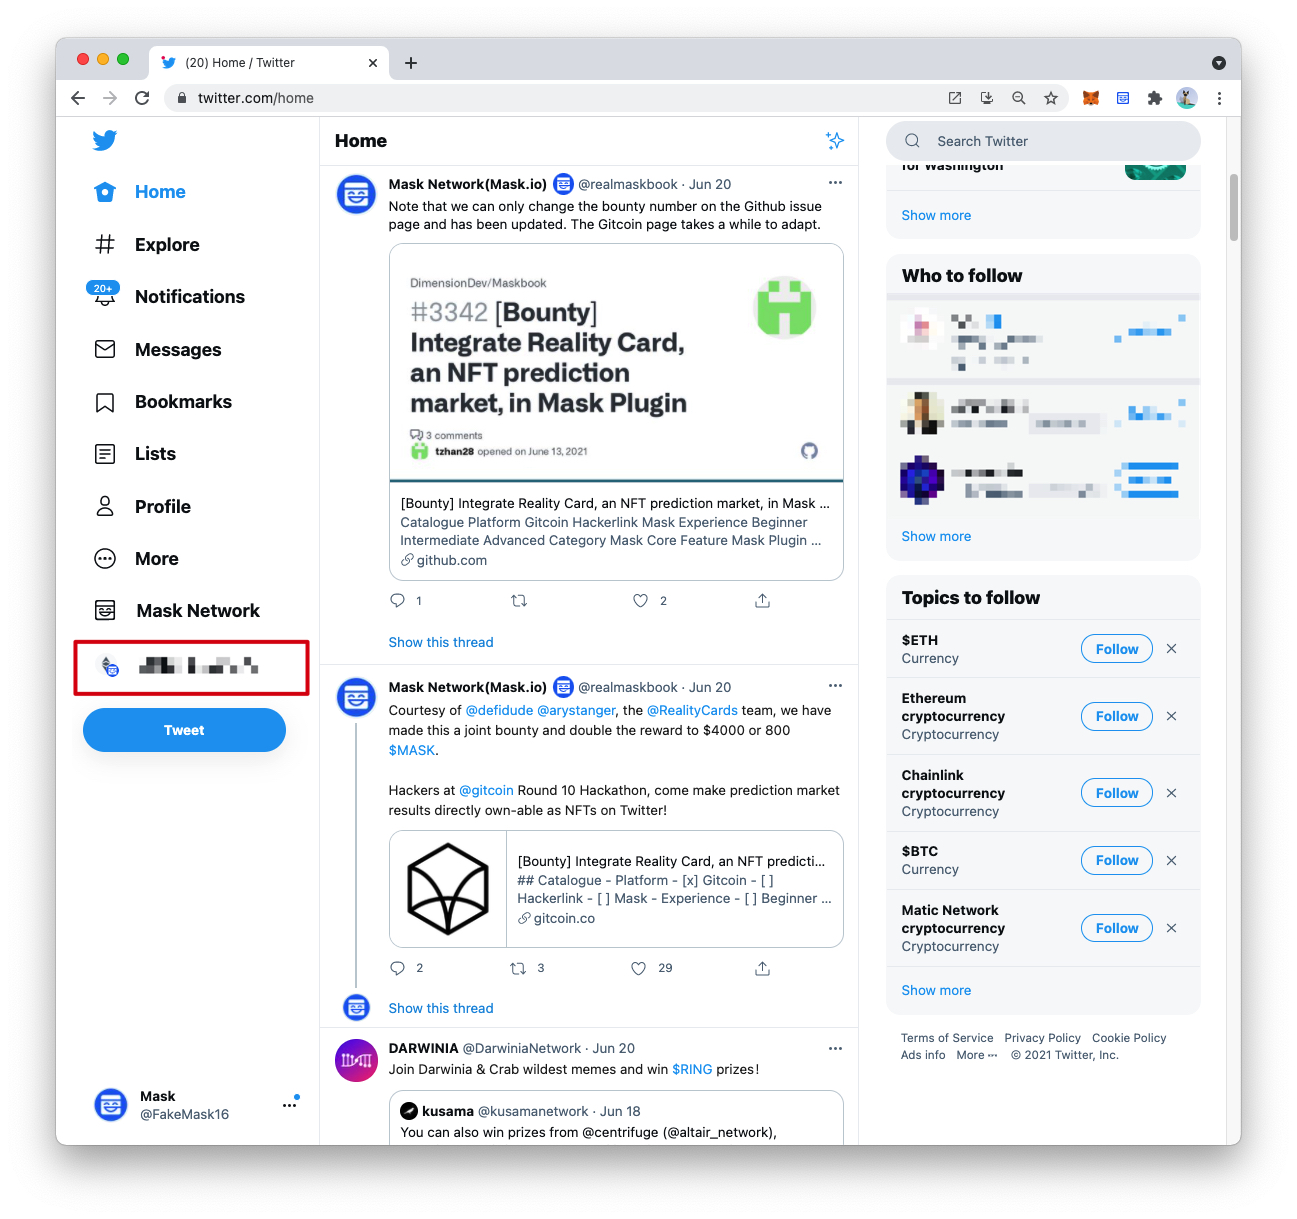 (20) Home / Twitter
twitter.com/home
Home
Explore
20+
Notifications
Messages
Bookmarks
Lists
Profile
More
Mask Network
Tweet
Mask
@FakeMask16
Home
Mask Network(Mask.io) @realmaskbook · Jun 20
Note that we can only change the bounty number on the Github issue
page and has been updated. The Gitcoin page takes a while to adapt.
DimensionDev/Maskbook
#3342 [Bounty]
Integrate Reality Card,
an NFT prediction
market, in Mask Plugin
3 comments
tzhan28 opened on June 13, 2021
[Bounty] Integrate Reality Card, an NFT prediction market, in Mask ...
Catalogue Platform Gitcoin Hackerlink Mask Experience Beginner
Intermediate Advanced Category Mask Core Feature Mask Plugin ...
github.com
1 2
Show this thread
Mask Network(Mask.io) @realmaskbook · Jun 20
Courtesy of @defidude @arystanger, the @RealityCards team, we have
made this a joint bounty and double the reward to $4000 or 800
$MASK.
Hackers at @gitcoin Round 10 Hackathon, come make prediction market
results directly own-able as NFTs on Twitter!
[Bounty] Integrate Reality Card, an NFT predicti...
## Catalogue - Platform - [x] Gitcoin - [ ]
Hackerlink - [ ] Mask - Experience - [ ] Beginner ...
gitcoin.co
2 3 29
Show this thread
DARWINIA @DarwiniaNetwork · Jun 20
Join Darwinia & Crab wildest memes and win $RING prizes!
kusama @kusamanetwork · Jun 18
You can also win prizes from @centrifuge (@altair_network),
Search Twitter
for Washington
Show more
Who to follow
Show more
Topics to follow
$ETH
Currency
Follow
Ethereum
cryptocurrency
Cryptocurrency
Follow
Chainlink
cryptocurrency
Cryptocurrency
Follow
$BTC
Currency
Follow
Matic Network
cryptocurrency
Cryptocurrency
Follow
Show more
Terms of Service Privacy Policy Cookie Policy
Ads info More ··· © 2021 Twitter, Inc.